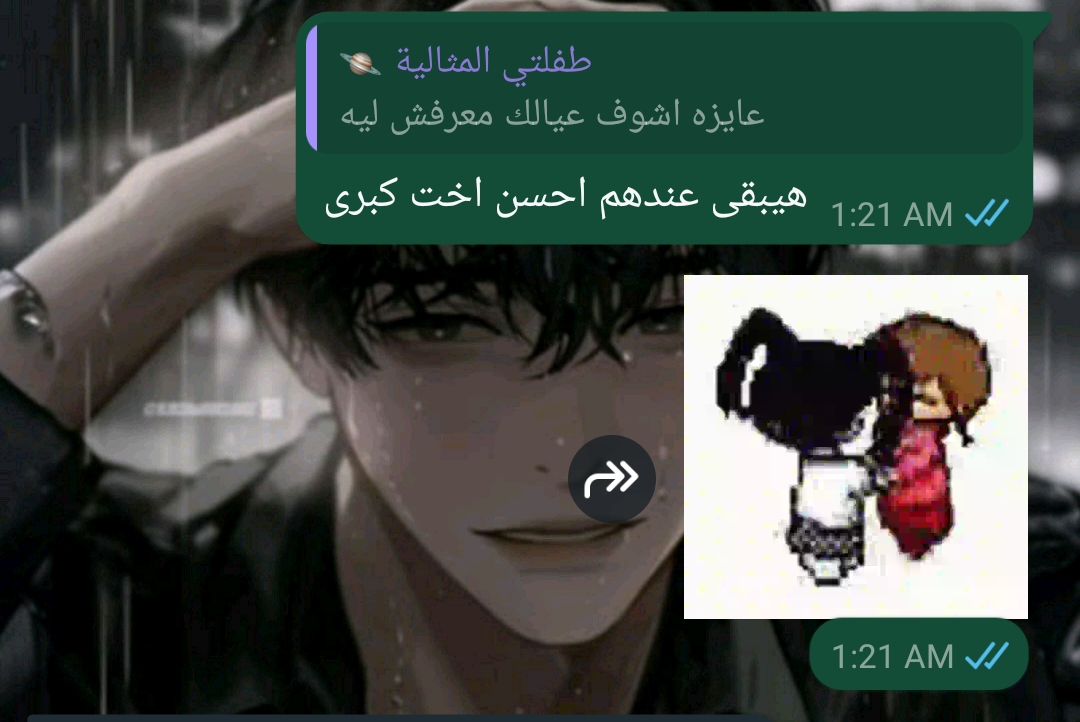 طفلتي المثالية 🪐
عايزه اشوف عيالك معرفش ليه
هيبقى عندهم احسن اخت كبرى
1:21 AM
1:21 AM